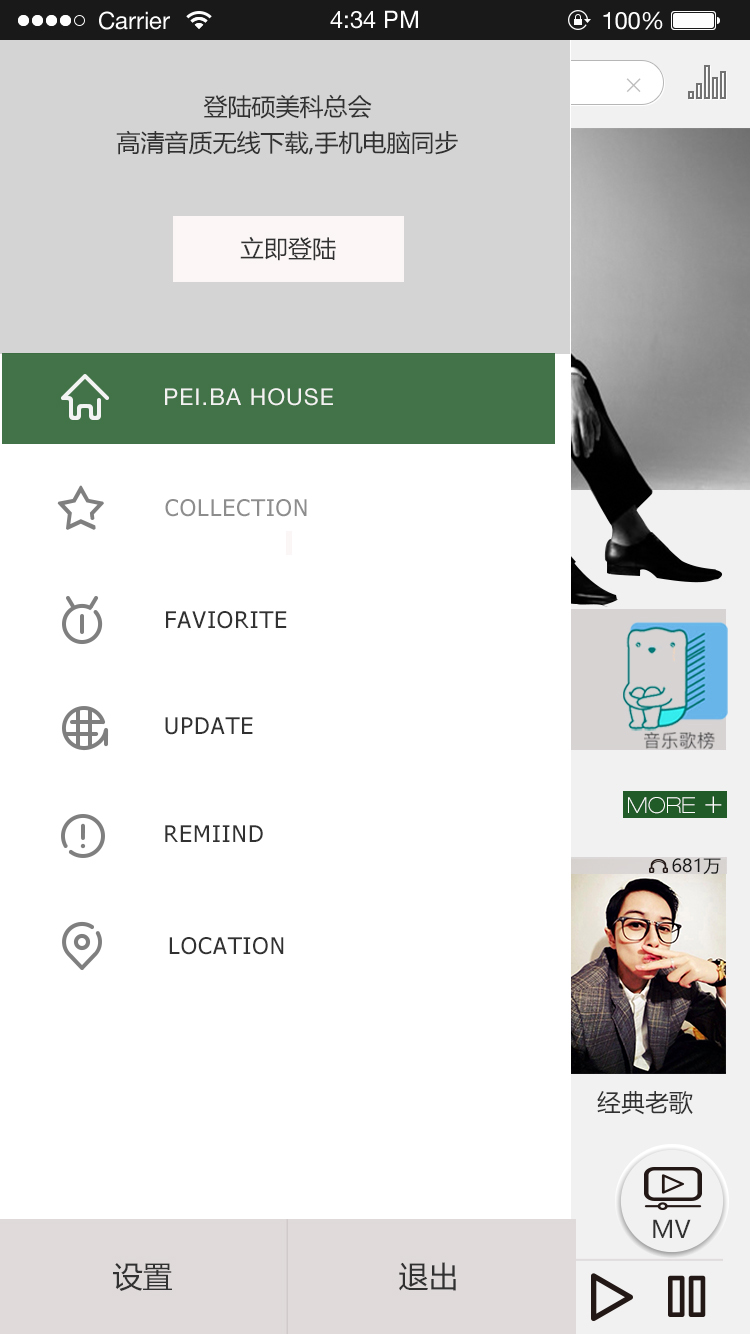 Carrier 4:34 PM 100%
登陆硕美科总会
高清音质无线下载,手机电脑同步
立即登陆
PEI.BA HOUSE
COLLECTION
FAVIORITE
UPDATE
音乐歌榜
MORE +
REMIIND
681万
LOCATION
经典老歌
MV
设置
退出